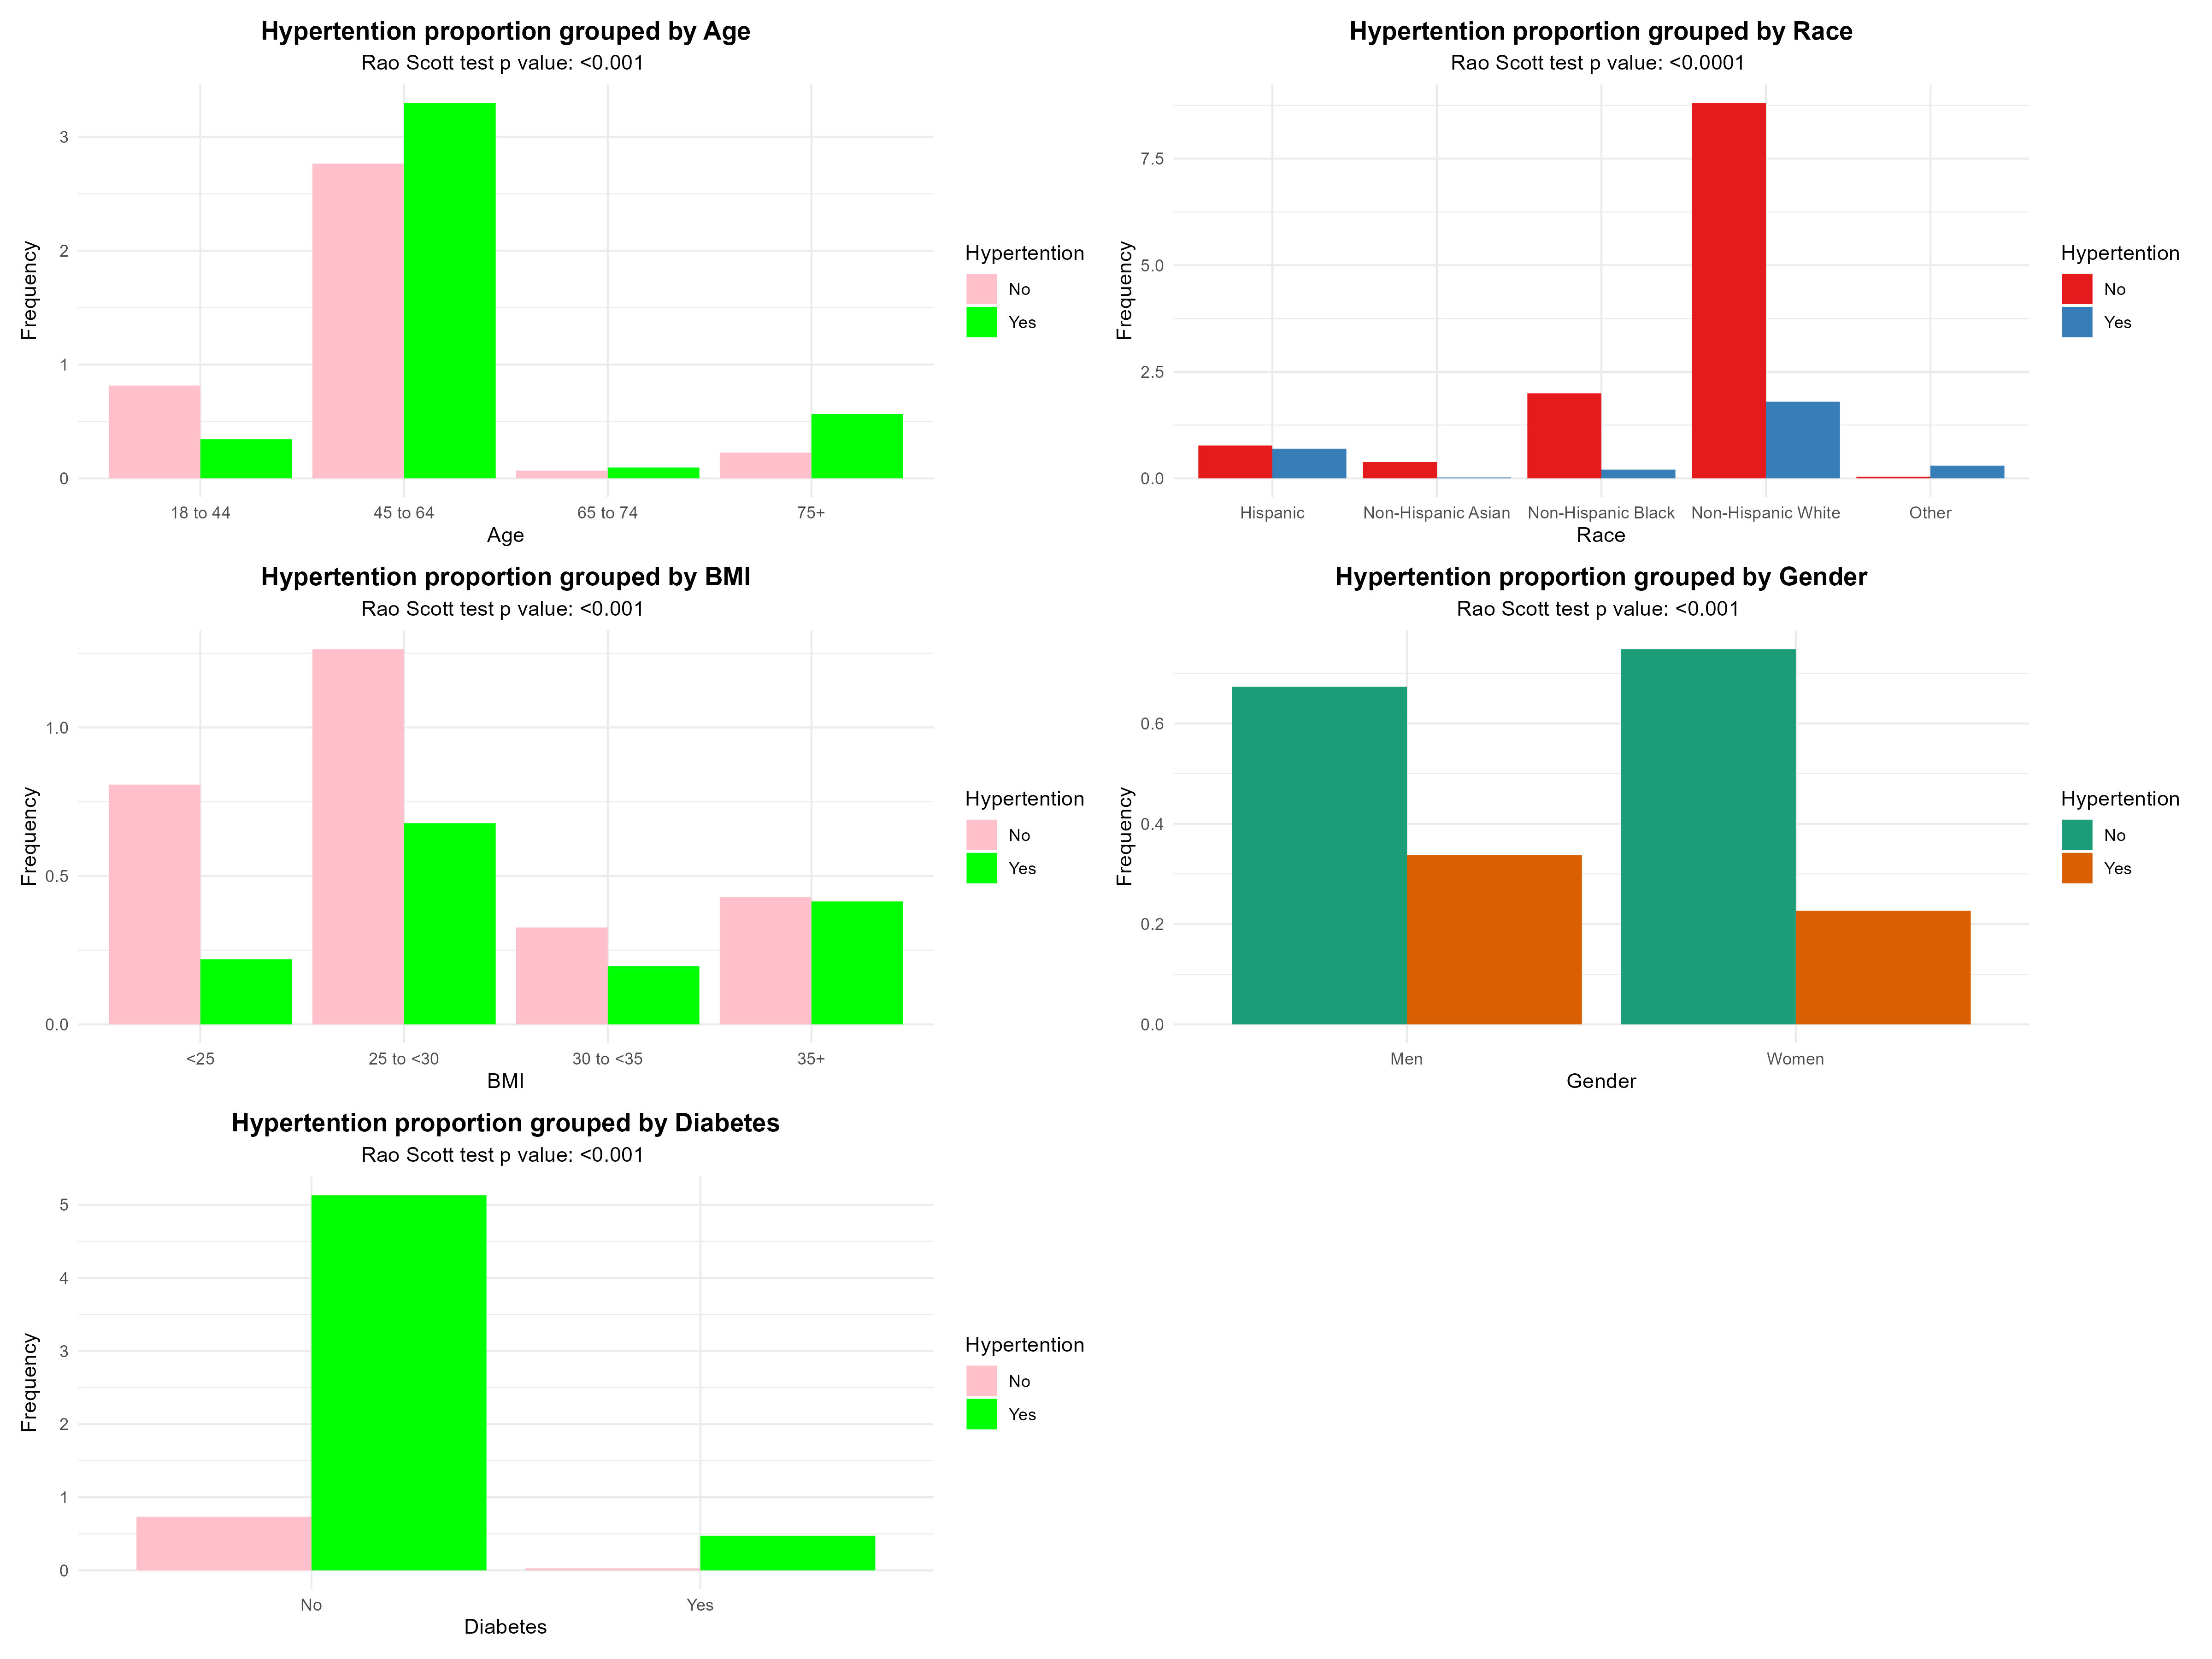 Hypertention proportion grouped by Age
Rao Scott test p value: <0.001
Frequency
3
2
1
0
18 to 44
45 to 64
65 to 74
75+
Age
Hypertention
No
Yes
Hypertention proportion grouped by Race
Rao Scott test p value: <0.0001
Frequency
7.5
5.0
2.5
0.0
Hispanic
Non-Hispanic Asian
Non-Hispanic Black
Non-Hispanic White
Other
Race
Hypertention
No
Yes
Hypertention proportion grouped by BMI
Rao Scott test p value: <0.001
Frequency
1.0
0.5
0.0
<25
25 to <30
30 to <35
35+
BMI
Hypertention
No
Yes
Hypertention proportion grouped by Gender
Rao Scott test p value: <0.001
Frequency
0.6
0.4
0.2
0.0
Men
Women
Gender
Hypertention
No
Yes
Hypertention proportion grouped by Diabetes
Rao Scott test p value: <0.001
Frequency
5
4
3
2
1
0
No
Yes
Diabetes
Hypertention
No
Yes